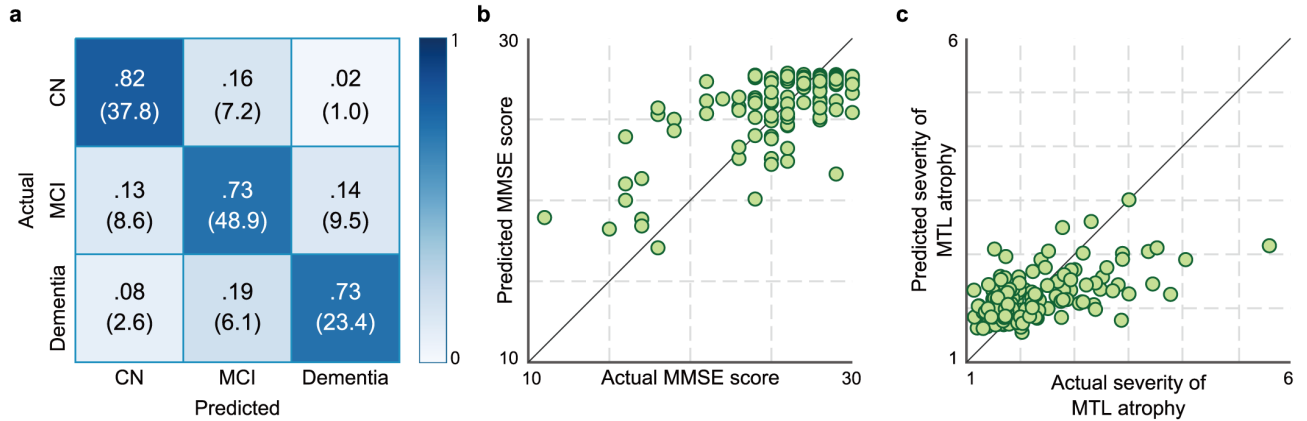 a
Actual
CN
MCI
Dementia
.82
(37.8)
.16
(7.2)
.02
(1.0)
.13
(8.6)
.73
(48.9)
.14
(9.5)
.08
(2.6)
.19
(6.1)
.73
(23.4)
CN
MCI
Dementia
Predicted
1
0
b
30
Predicted MMSE score
10
10
Actual MMSE score
30
c
6
Predicted severity of
MTL atrophy
1
1
Actual severity of
MTL atrophy
6